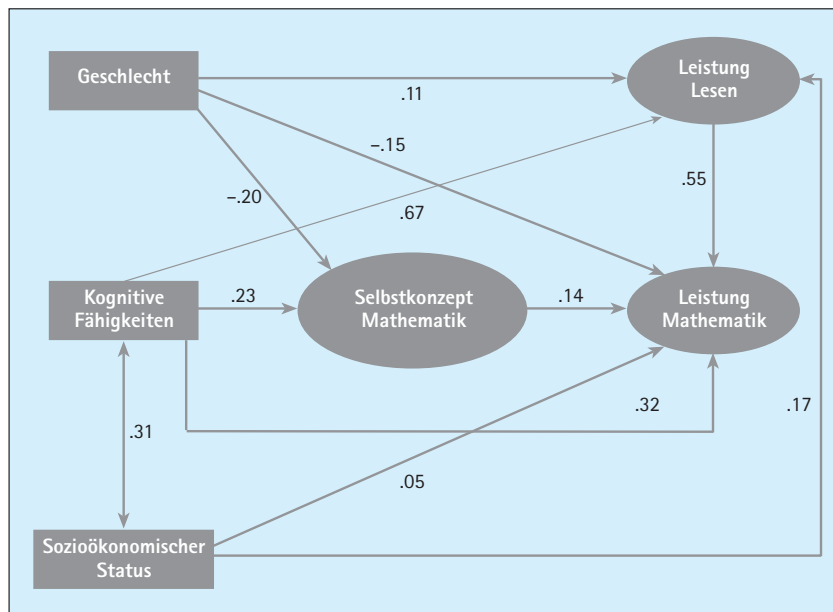 Geschlecht
Leistung
Lesen
.11
–.15
.55
–.20
.67
Kognitive
Fähigkeiten
.23
Selbstkonzept
Mathematik
.14
Leistung
Mathematik
.31
.32
.17
.05
Sozioökonomischer
Status